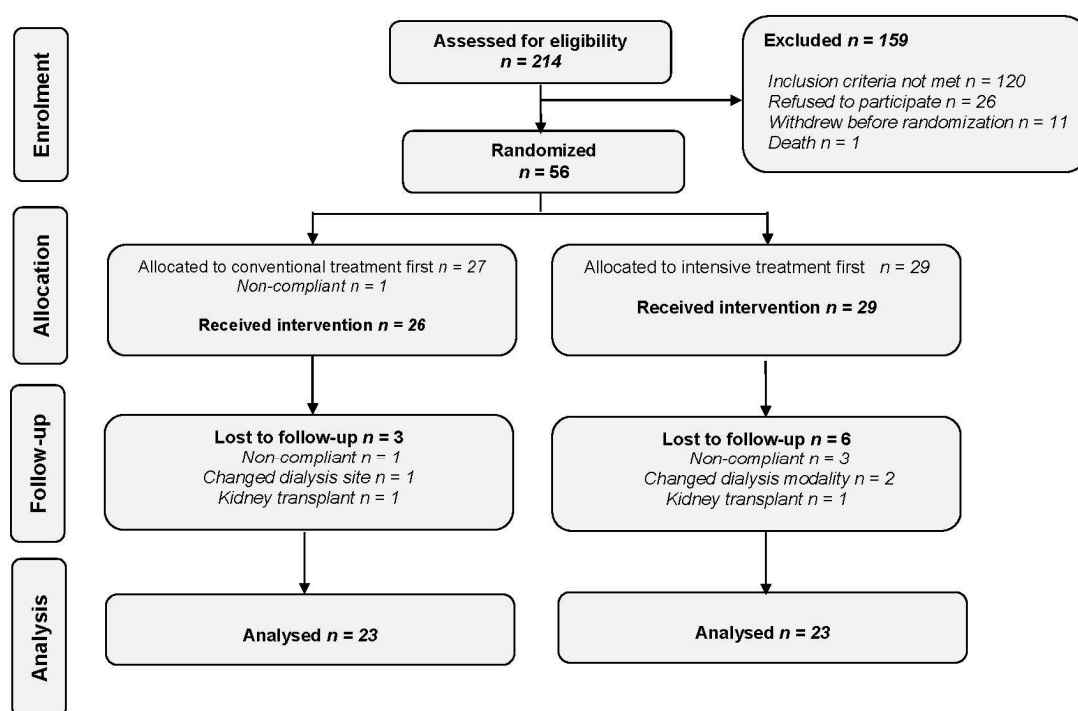 Enrolment
Assessed for eligibility
n = 214
Excluded n = 159
Inclusion criteria not met n = 120
Refused to participate n = 26
Withdrew before randomization n = 11
Death n = 1
Randomized
n = 56
Allocation
Allocated to conventional treatment first n = 27
Non-compliant n = 1
Received intervention n = 26
Allocated to intensive treatment first n = 29
Received intervention n = 29
Follow-up
Lost to follow-up n = 3
Non-compliant n = 1
Changed dialysis site n = 1
Kidney transplant n = 1
Lost to follow-up n = 6
Non-compliant n = 3
Changed dialysis modality n = 2
Kidney transplant n = 1
Analysis
Analysed n = 23
Analysed n = 23